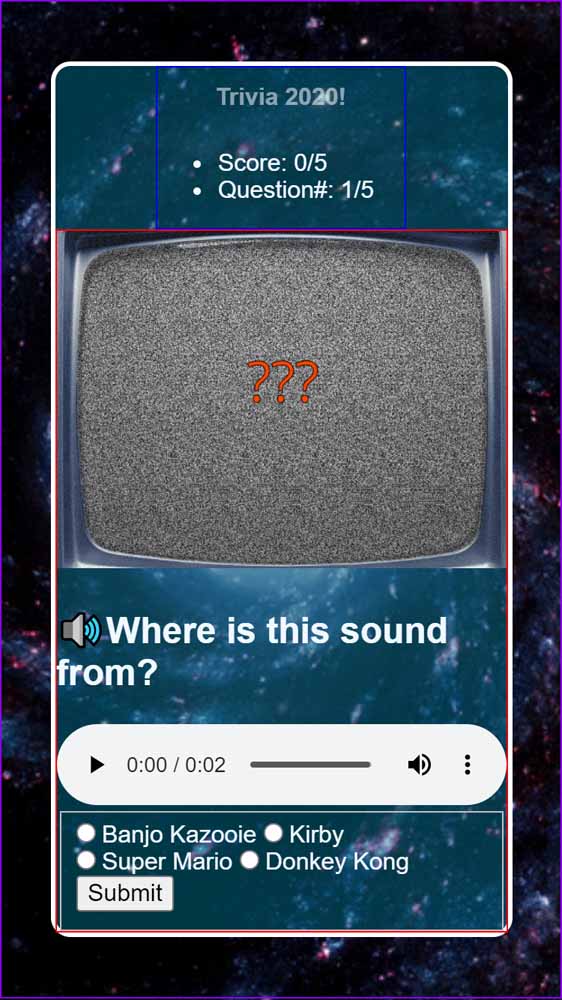 Trivia 2020!
• Score: 0/5
• Question#: 1/5
???
🔊Where is this sound
from?
0:00 / 0:02
Banjo Kazooie Kirby
Super Mario Donkey Kong
Submit